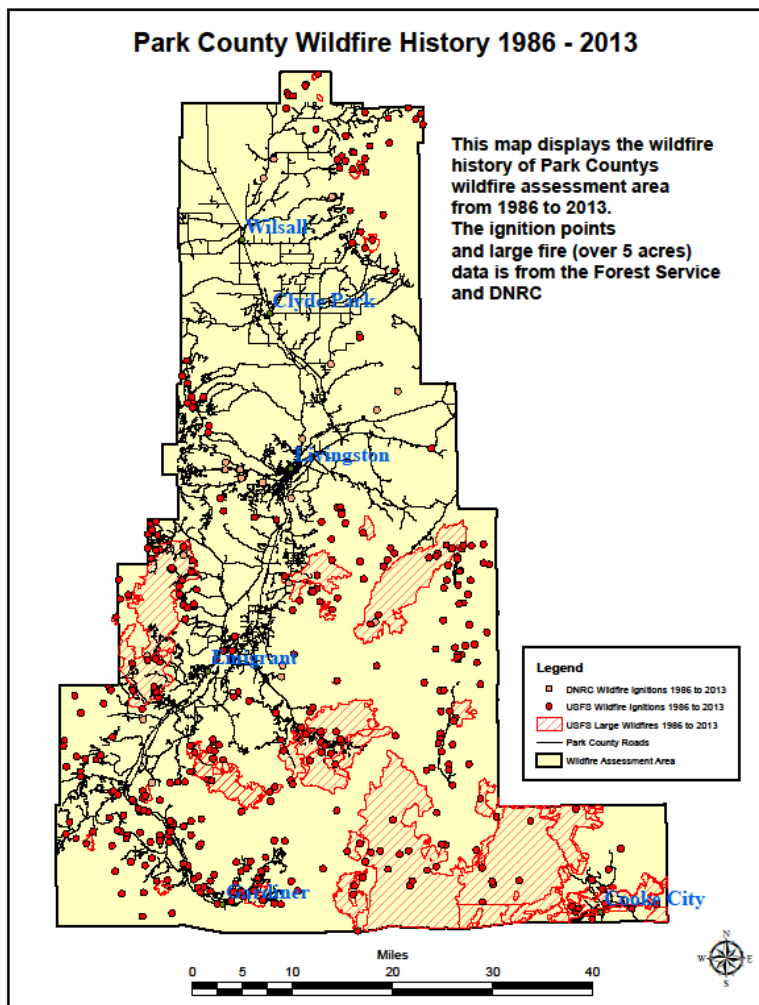 Park County Wildfire History 1986 - 2013
This map displays the wildfire
history of Park Countys
wildfire assessment area
from 1986 to 2013.
The ignition points
and large fire (over 5 acres)
data is from the Forest Service
and DNRC
Wilsall
Clyde Park
Livingston
Emigrant
Legend
DNRC Wildfire Ignitions 1986 to 2013
USFS Wildfire Ignitions 1986 to 2013
USFS Large Wildfires 1986 to 2013
Park County Roads
Wildfire Assessment Area
Gardiner
Cooke City
Miles
0 5 10 20 30 40
N
W E
S